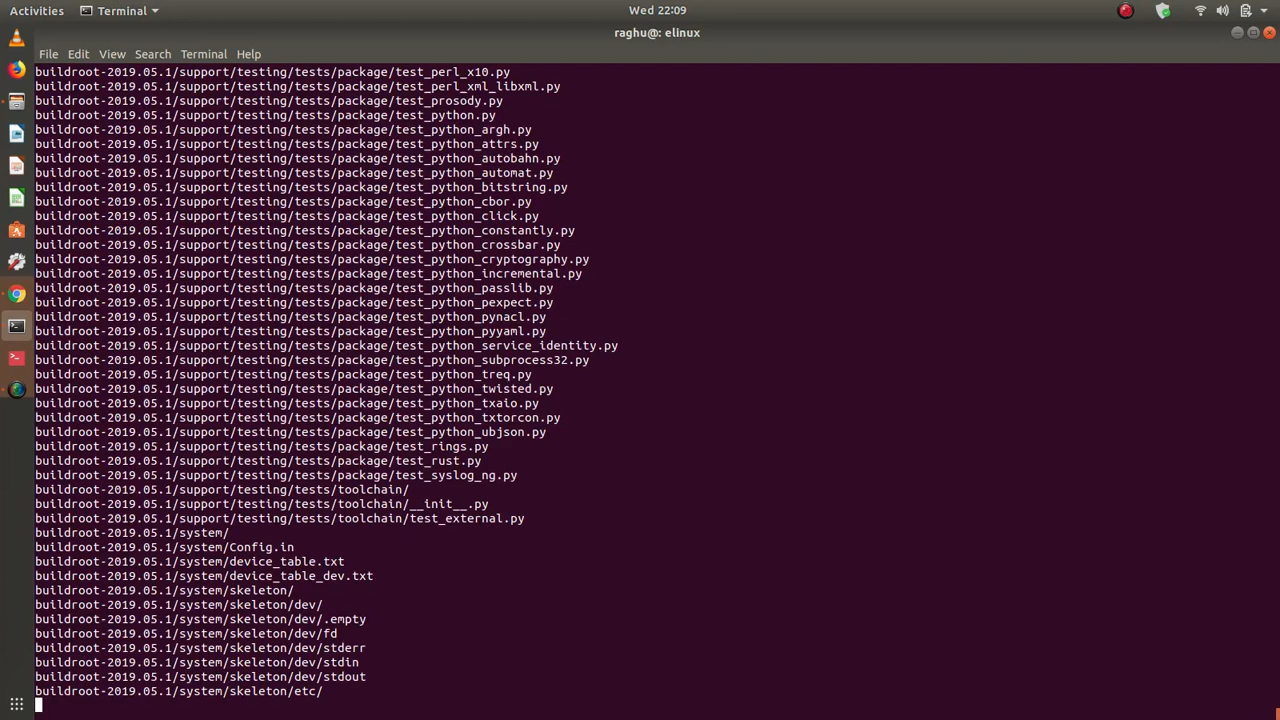 Activities Terminal Wed 22:09
raghu@: elinux
File Edit View Search Terminal Help
buildroot-2019.05.1/support/testing/tests/package/test_perl_x10.py
buildroot-2019.05.1/support/testing/tests/package/test_perl_xml_libxml.py
buildroot-2019.05.1/support/testing/tests/package/test_prosody.py
buildroot-2019.05.1/support/testing/tests/package/test_python.py
buildroot-2019.05.1/support/testing/tests/package/test_python_argh.py
buildroot-2019.05.1/support/testing/tests/package/test_python_attrs.py
buildroot-2019.05.1/support/testing/tests/package/test_python_autobahn.py
buildroot-2019.05.1/support/testing/tests/package/test_python_automat.py
buildroot-2019.05.1/support/testing/tests/package/test_python_bitstring.py
buildroot-2019.05.1/support/testing/tests/package/test_python_cbor.py
buildroot-2019.05.1/support/testing/tests/package/test_python_click.py
buildroot-2019.05.1/support/testing/tests/package/test_python_constantly.py
buildroot-2019.05.1/support/testing/tests/package/test_python_crossbar.py
buildroot-2019.05.1/support/testing/tests/package/test_python_cryptography.py
buildroot-2019.05.1/support/testing/tests/package/test_python_incremental.py
buildroot-2019.05.1/support/testing/tests/package/test_python_passlib.py
buildroot-2019.05.1/support/testing/tests/package/test_python_pexpect.py
buildroot-2019.05.1/support/testing/tests/package/test_python_pynacl.py
buildroot-2019.05.1/support/testing/tests/package/test_python_pyyaml.py
buildroot-2019.05.1/support/testing/tests/package/test_python_service_identity.py
buildroot-2019.05.1/support/testing/tests/package/test_python_subprocess32.py
buildroot-2019.05.1/support/testing/tests/package/test_python_treq.py
buildroot-2019.05.1/support/testing/tests/package/test_python_twisted.py
buildroot-2019.05.1/support/testing/tests/package/test_python_txaio.py
buildroot-2019.05.1/support/testing/tests/package/test_python_txtorcon.py
buildroot-2019.05.1/support/testing/tests/package/test_python_ubjson.py
buildroot-2019.05.1/support/testing/tests/package/test_rings.py
buildroot-2019.05.1/support/testing/tests/package/test_rust.py
buildroot-2019.05.1/support/testing/tests/package/test_syslog_ng.py
buildroot-2019.05.1/support/testing/tests/toolchain/
buildroot-2019.05.1/support/testing/tests/toolchain/__init__.py
buildroot-2019.05.1/support/testing/tests/toolchain/test_external.py
buildroot-2019.05.1/system/
buildroot-2019.05.1/system/Config.in
buildroot-2019.05.1/system/device_table.txt
buildroot-2019.05.1/system/device_table_dev.txt
buildroot-2019.05.1/system/skeleton/
buildroot-2019.05.1/system/skeleton/dev/
buildroot-2019.05.1/system/skeleton/dev/.empty
buildroot-2019.05.1/system/skeleton/dev/fd
buildroot-2019.05.1/system/skeleton/dev/stderr
buildroot-2019.05.1/system/skeleton/dev/stdin
buildroot-2019.05.1/system/skeleton/dev/stdout
buildroot-2019.05.1/system/skeleton/etc/